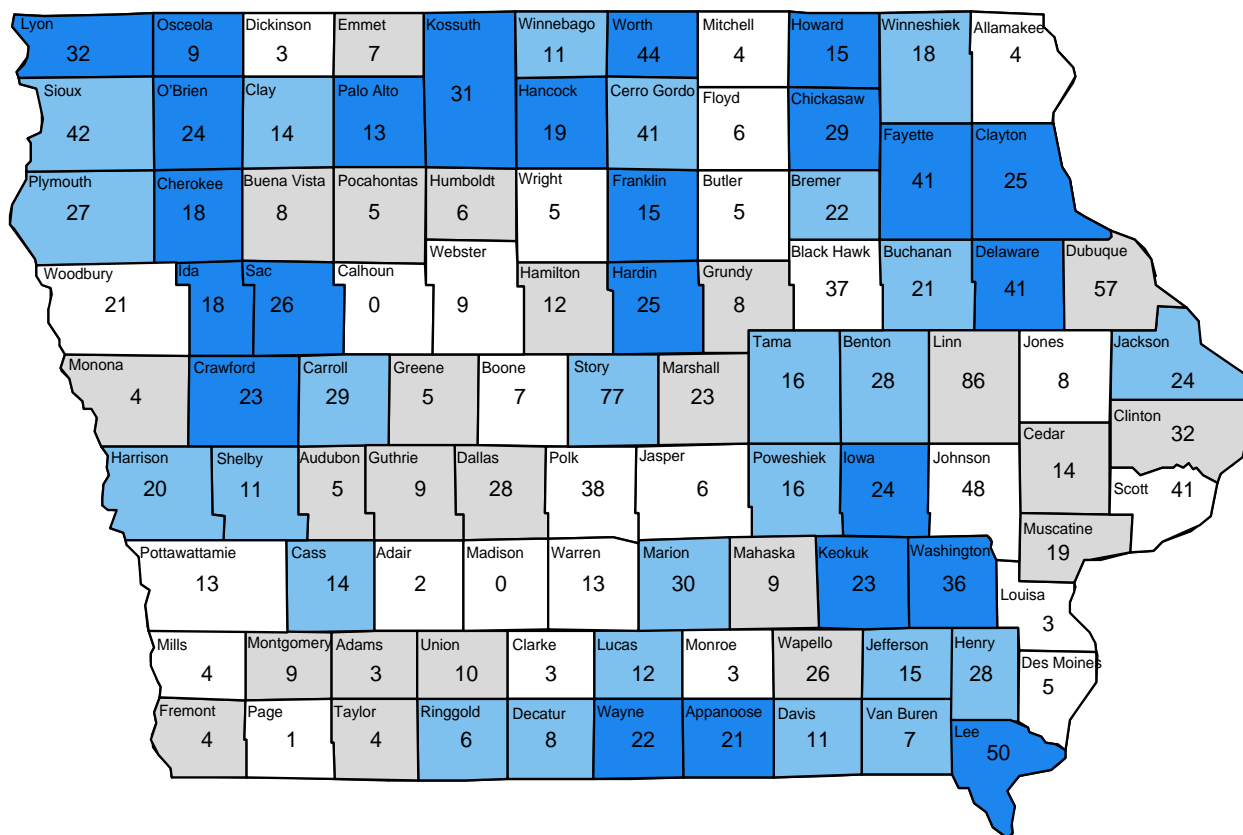 Lyon
32
Osceola
9
Dickinson
3
Emmet
7
Kossuth
31
Winnebago
11
Worth
44
Mitchell
4
Howard
15
Winneshiek
18
Allamakee
4
Sioux
42
O'Brien
24
Clay
14
Palo Alto
13
Hancock
19
Cerro Gordo
41
Floyd
6
Chickasaw
29
Fayette
41
Clayton
25
Plymouth
27
Cherokee
18
Buena Vista
8
Pocahontas
5
Humboldt
6
Wright
5
Franklin
15
Butler
5
Bremer
22
Woodbury
21
Ida
18
Sac
26
Calhoun
0
Webster
9
Hamilton
12
Hardin
25
Grundy
8
Black Hawk
37
Buchanan
21
Delaware
41
Dubuque
57
Monona
4
Crawford
23
Carroll
29
Greene
5
Boone
7
Story
77
Marshall
23
Tama
16
Benton
28
Linn
86
Jones
8
Jackson
24
Clinton
32
Cedar
14
Harrison
20
Shelby
11
Audubon
5
Guthrie
9
Dallas
28
Polk
38
Jasper
6
Poweshiek
16
Iowa
24
Johnson
48
Scott
41
Muscatine
19
Pottawattamie
13
Cass
14
Adair
2
Madison
0
Warren
13
Marion
30
Mahaska
9
Keokuk
23
Washington
36
Louisa
3
Mills
4
Montgomery
9
Adams
3
Union
10
Clarke
3
Lucas
12
Monroe
3
Wapello
26
Jefferson
15
Henry
28
Des Moines
5
Fremont
4
Page
1
Taylor
4
Ringgold
6
Decatur
8
Wayne
22
Appanoose
21
Davis
11
Van Buren
7
Lee
50